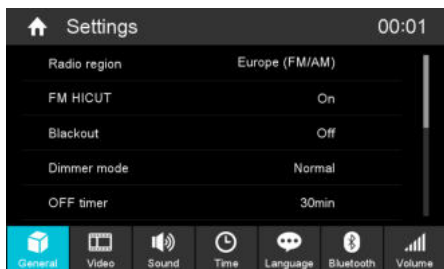 Settings 00:01
Radio region Europe (FM/AM)
FM HICUT On
Blackout Off
Dimmer mode Normal
OFF timer 30min
General Video Sound Time Language Bluetooth Volume